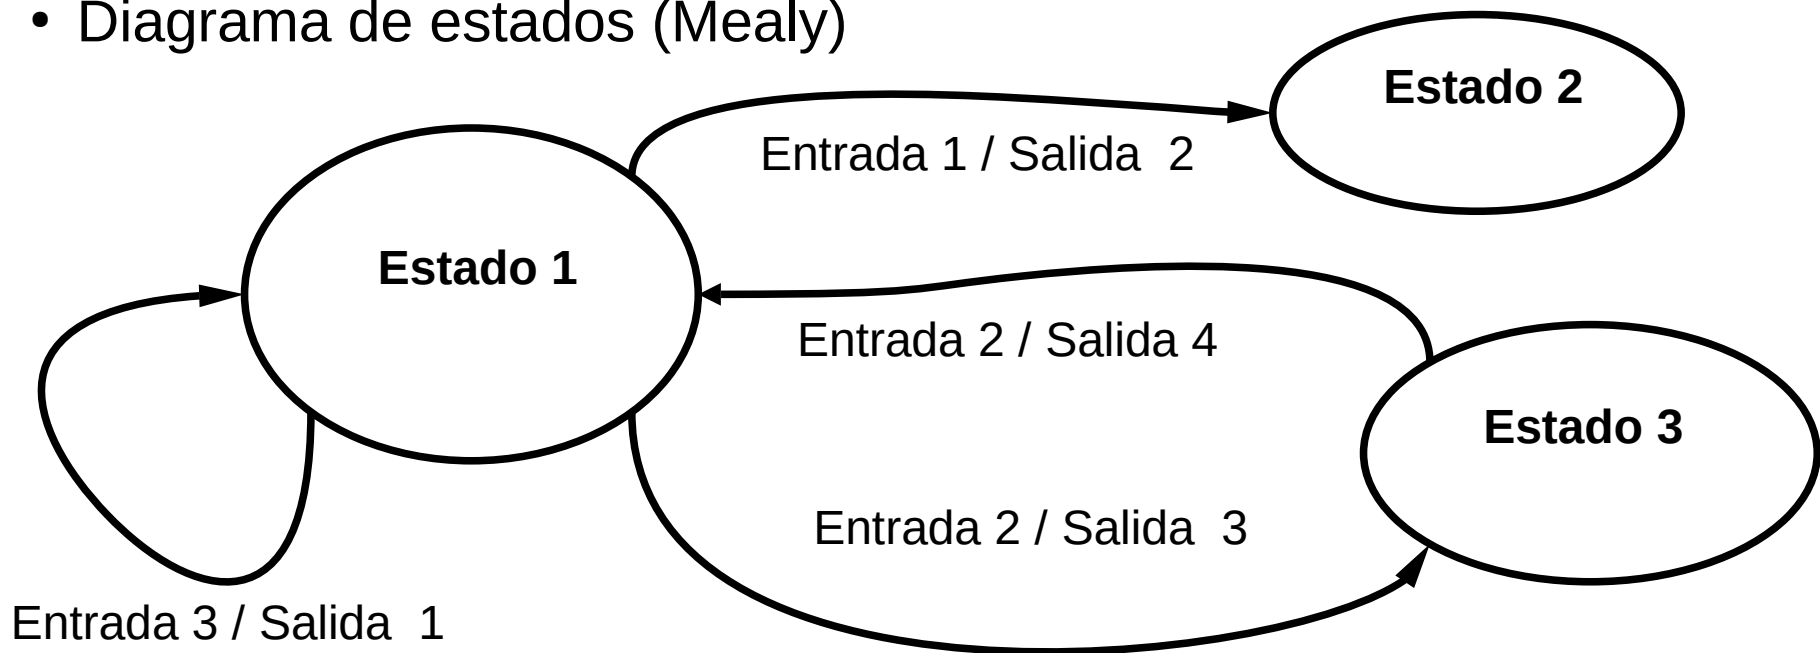 • Diagrama de estados (Mealy)
Estado 2
Entrada 1 / Salida 2
Estado 1
Entrada 2 / Salida 4
Estado 3
Entrada 2 / Salida 3
Entrada 3 / Salida 1